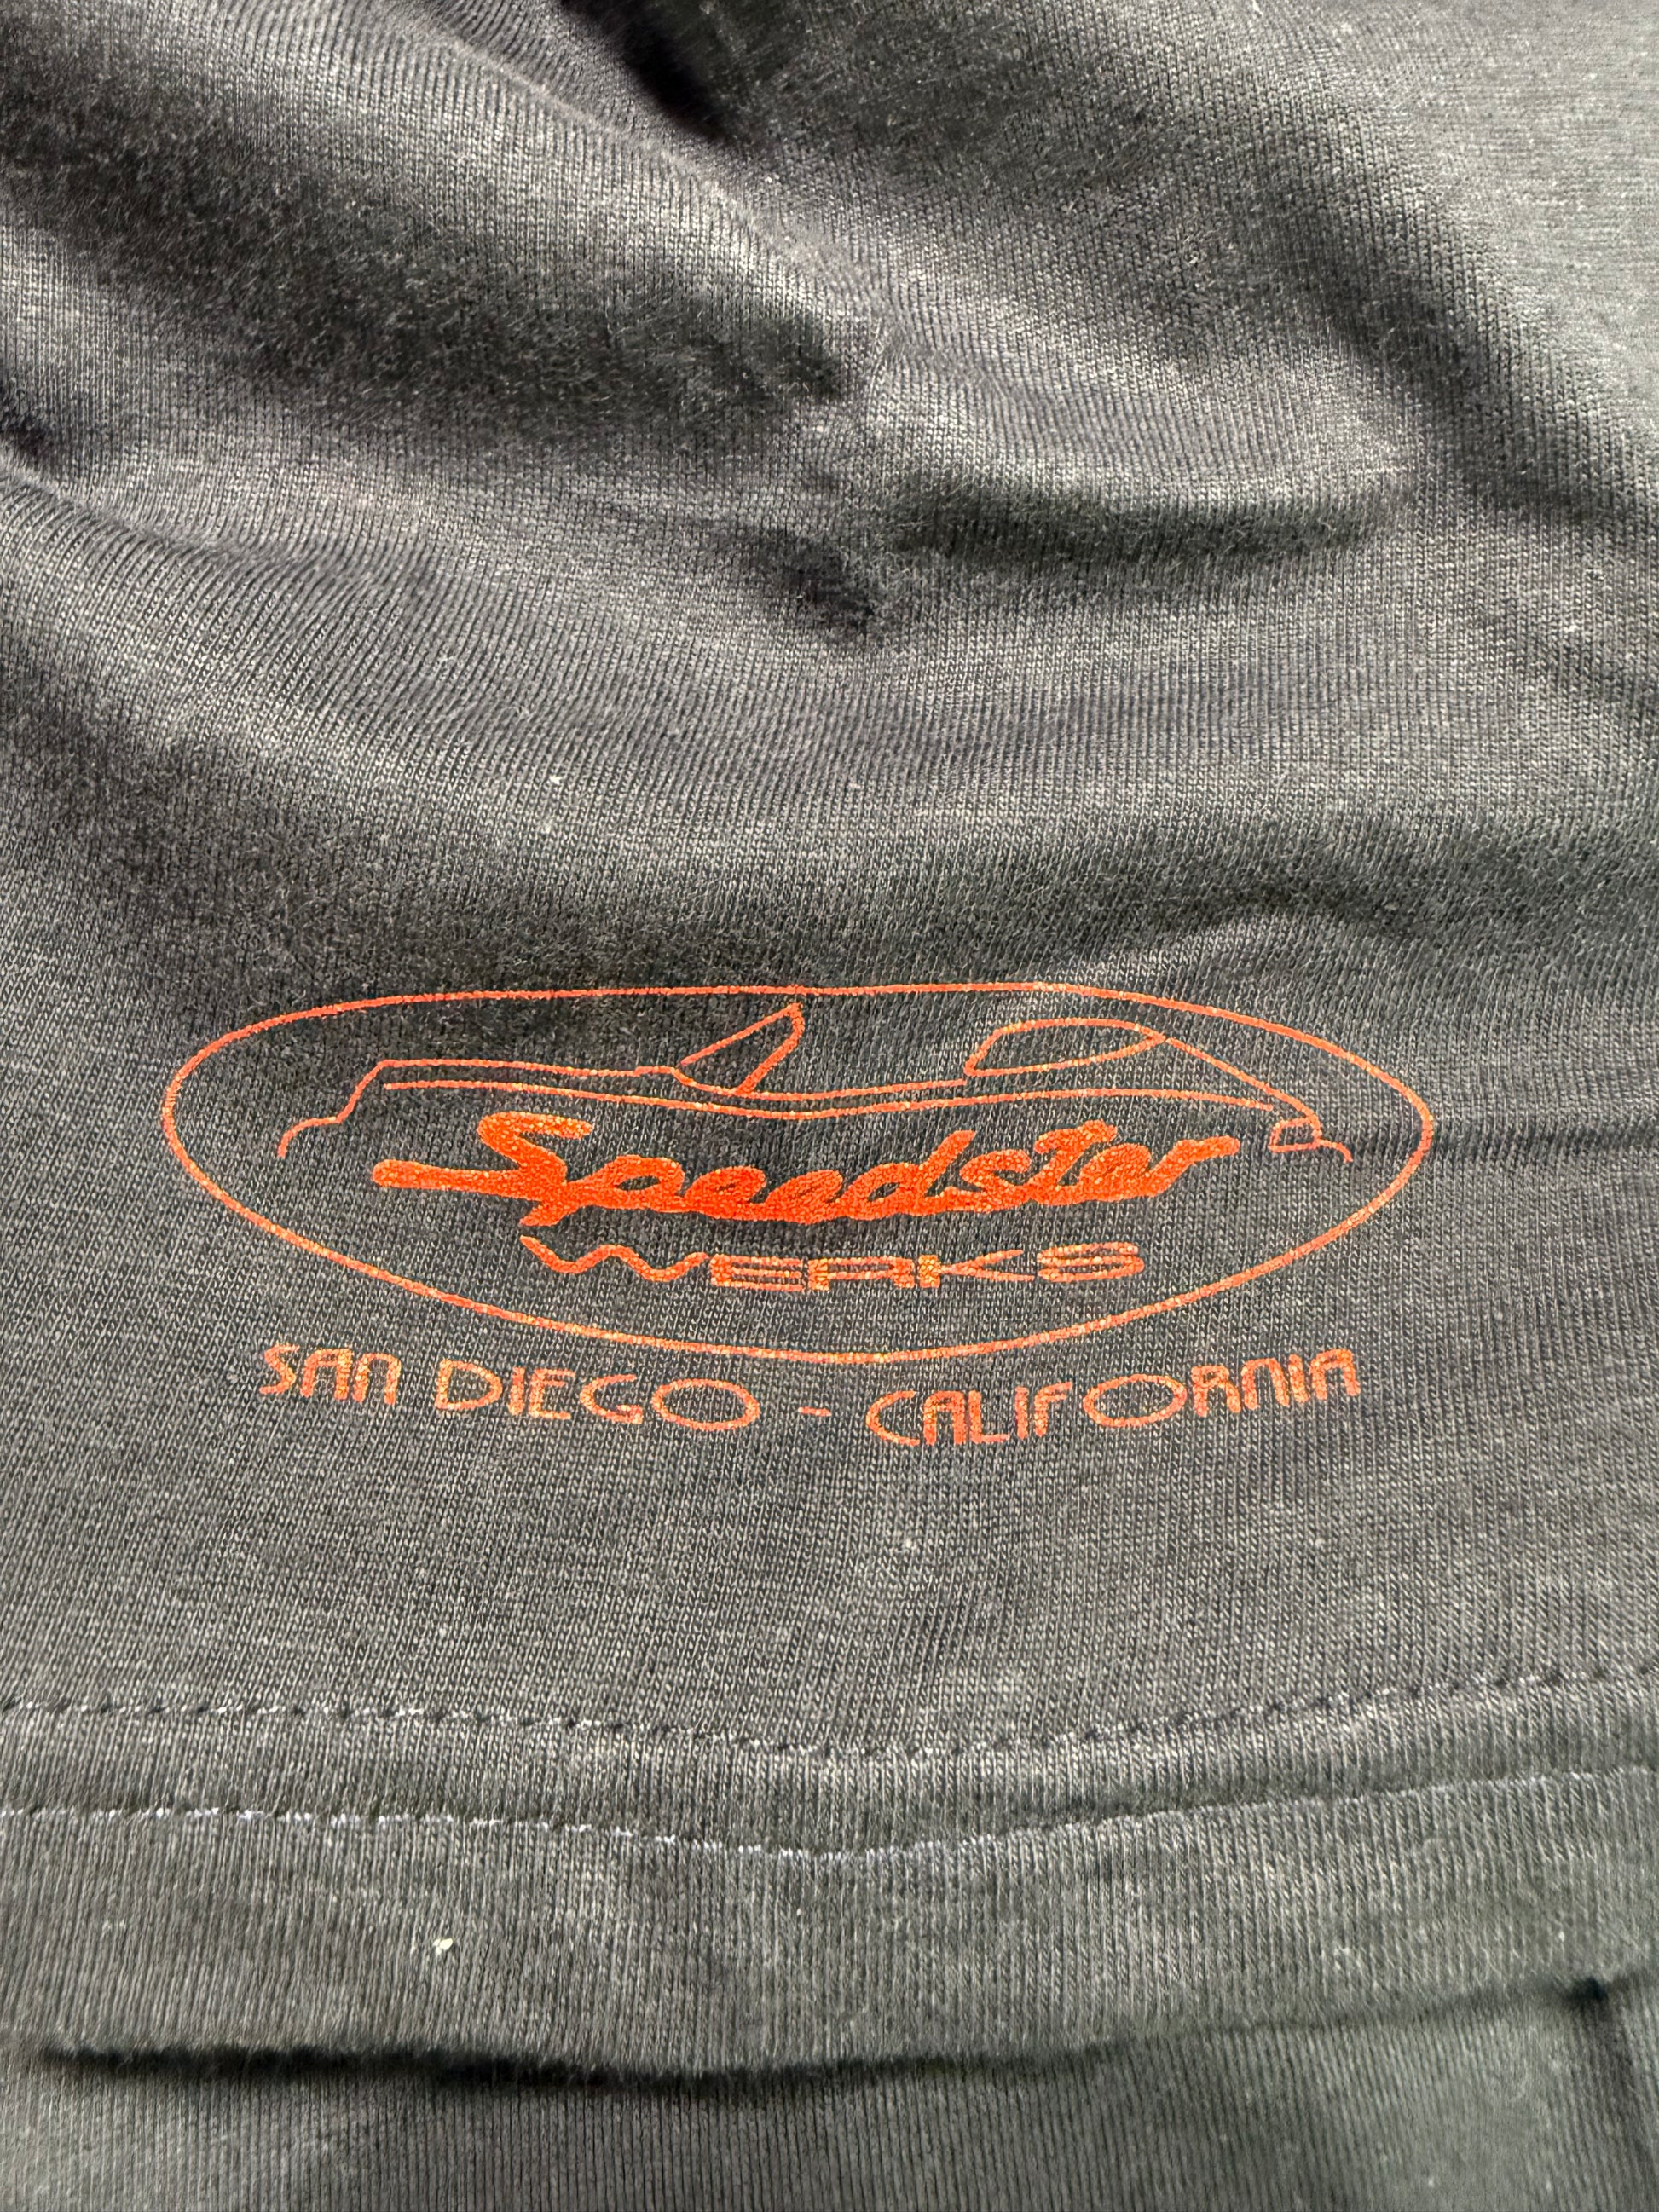 Speedster
WERKS
SAN DIEGO - CALIFORNIA